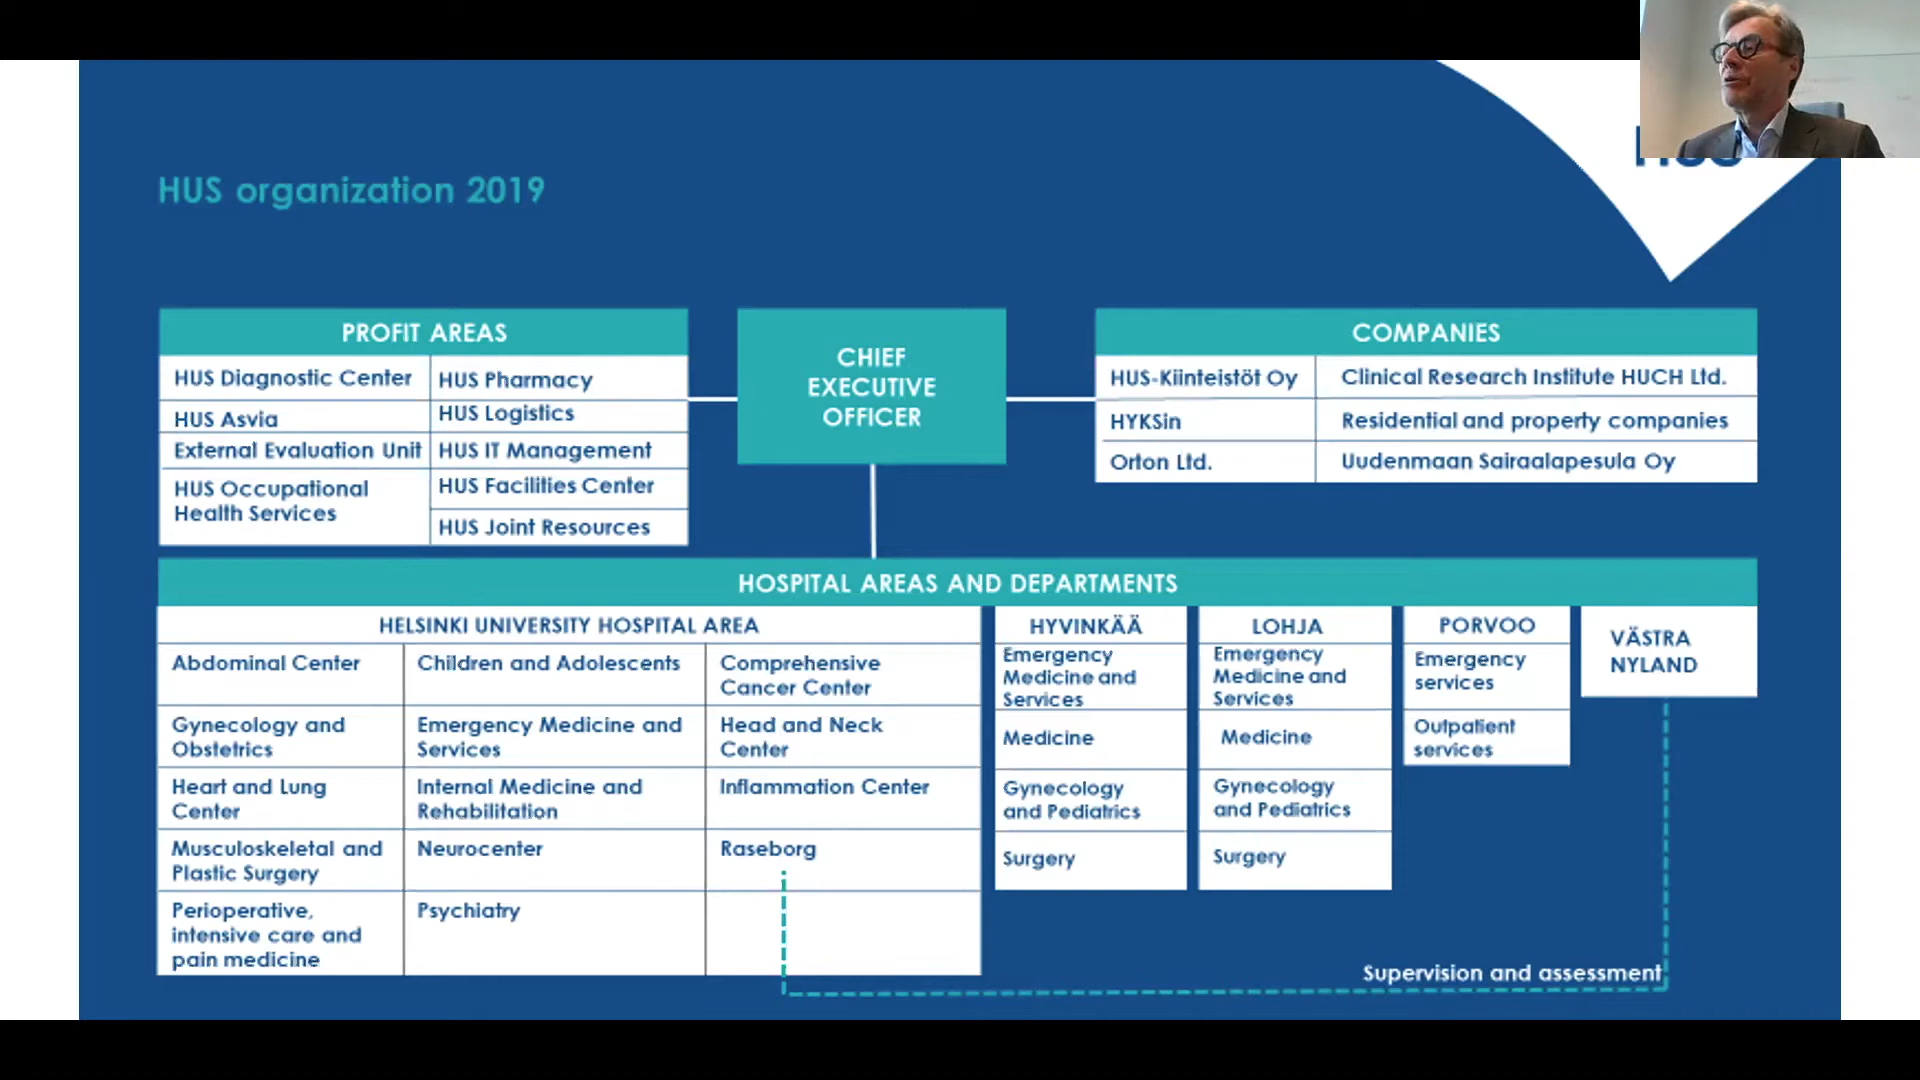 HUS organization 2019
PROFIT AREAS
HUS Diagnostic Center
HUS Pharmacy
HUS Asvia
HUS Logistics
External Evaluation Unit
HUS IT Management
HUS Occupational
Health Services
HUS Facilities Center
HUS Joint Resources
CHIEF
EXECUTIVE
OFFICER
COMPANIES
HUS-Kiinteistöt Oy
Clinical Research Institute HUCH Ltd.
HYKSin
Residential and property companies
Orton Ltd.
Uudenmaan Sairaalapesula Oy
HOSPITAL AREAS AND DEPARTMENTS
HELSINKI UNIVERSITY HOSPITAL AREA
Abdominal Center
Children and Adolescents
Comprehensive
Cancer Center
Gynecology and
Obstetrics
Emergency Medicine and
Services
Head and Neck
Center
Heart and Lung
Center
Internal Medicine and
Rehabilitation
Inflammation Center
Musculoskeletal and
Plastic Surgery
Neurocenter
Raseborg
Perioperative,
intensive care and
pain medicine
Psychiatry
HYVINKÄÄ
Emergency
Medicine and
Services
Medicine
Gynecology
and Pediatrics
Surgery
LOHJA
Emergency
Medicine and
Services
Medicine
Gynecology
and Pediatrics
Surgery
PORVOO
Emergency
services
Outpatient
services
VÄSTRA
NYLAND
Supervision and assessment